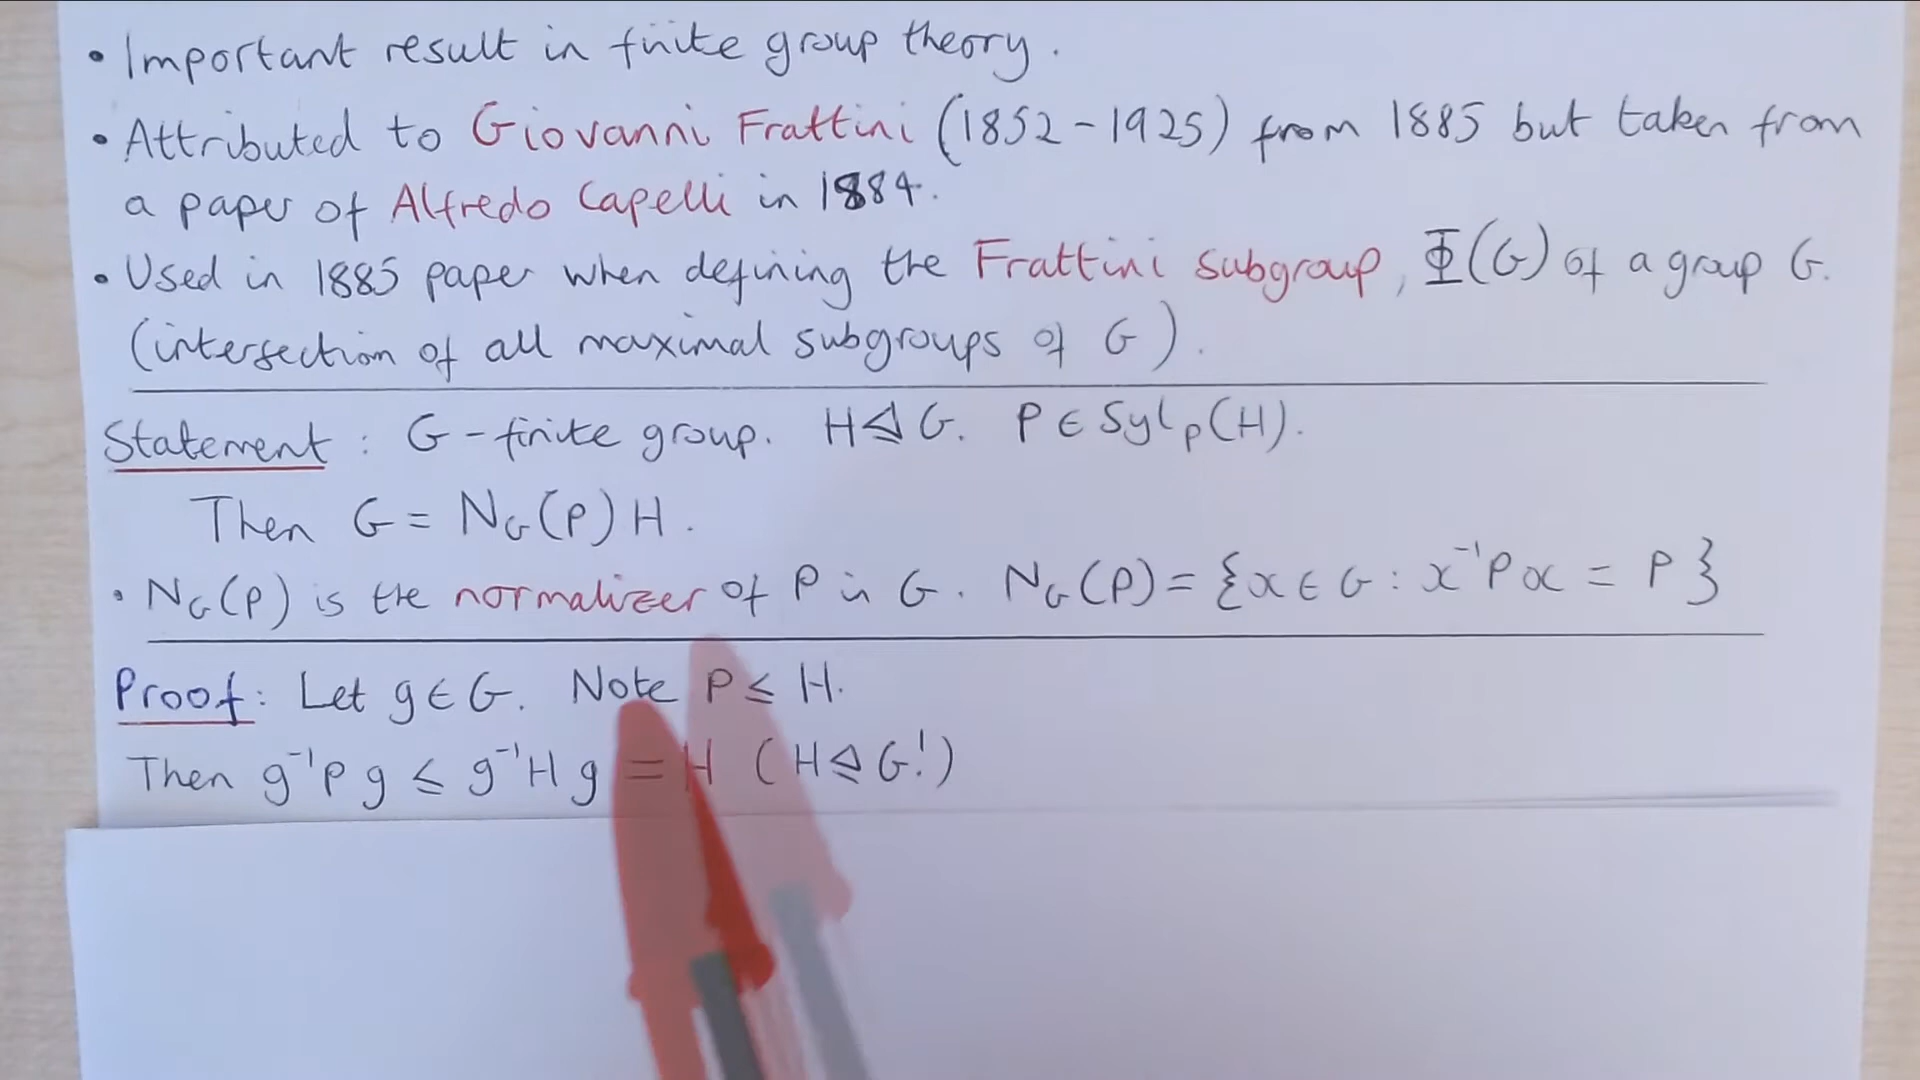 • Important result in finite group theory.
• Attributed to Giovanni Frattini (1852-1925) from 1885 but taken from
a paper of Alfredo Capelli in 1884.
• Used in 1885 paper when defining the Frattini subgroup, Φ(G) of a group G.
(intersection of all maximal subgroups of G).
Statement: G-finite group. H⊴G. P∈Syl_p(H).
Then G = N_G(P)H.
• N_G(P) is the normalizer of P in G. N_G(P) = {x∈G : x⁻¹Px = P}
Proof: Let g∈G. Note P ≤ H.
Then g⁻¹Pg ≤ g⁻¹Hg = H (H⊴G!)